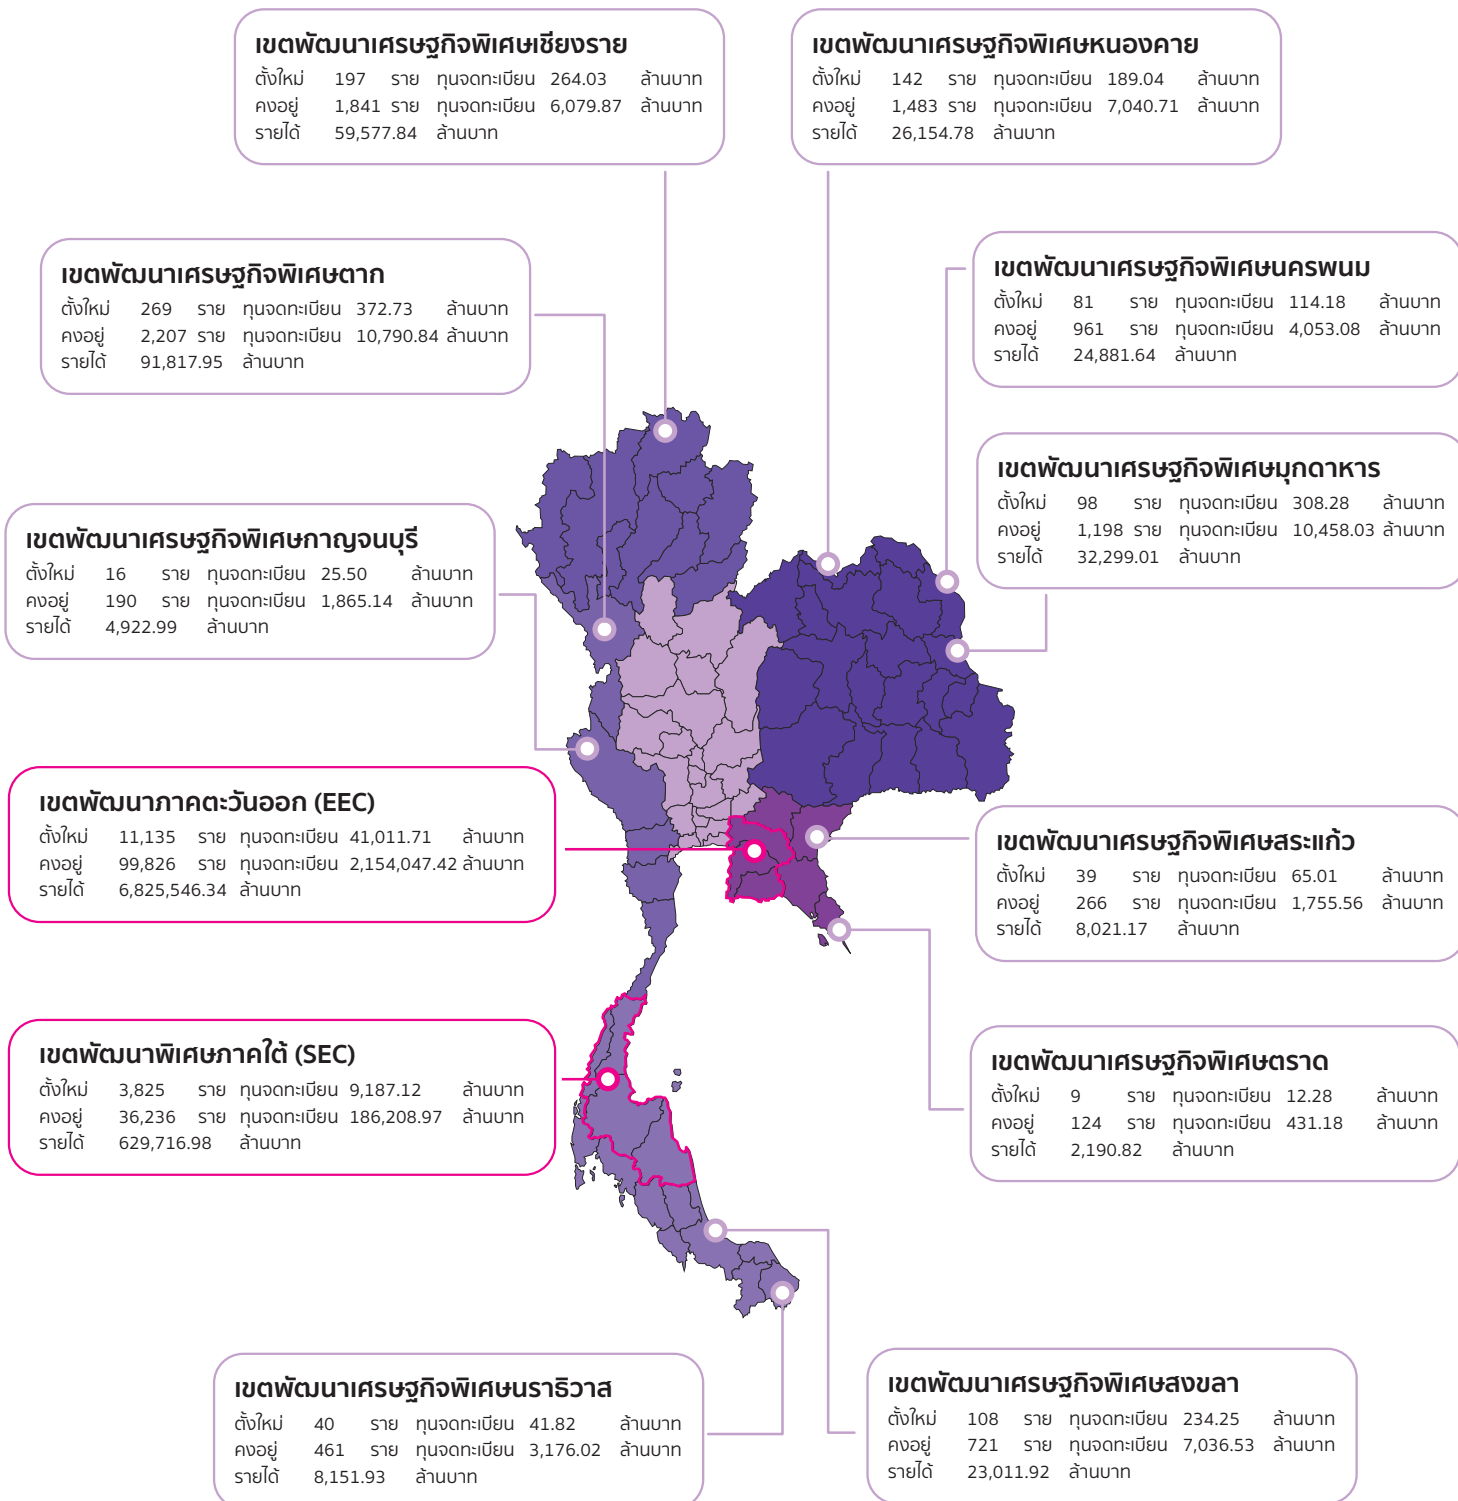 เขตพัฒนาเศรษฐกิจพิเศษเชียงราย
ตั้งใหม่ 197 ราย ทุนจดทะเบียน 264.03 ล้านบาท
คงอยู่ 1,841 ราย ทุนจดทะเบียน 6,079.87 ล้านบาท
รายได้ 59,577.84 ล้านบาท
เขตพัฒนาเศรษฐกิจพิเศษหนองคาย
ตั้งใหม่ 142 ราย ทุนจดทะเบียน 189.04 ล้านบาท
คงอยู่ 1,483 ราย ทุนจดทะเบียน 7,040.71 ล้านบาท
รายได้ 26,154.78 ล้านบาท
เขตพัฒนาเศรษฐกิจพิเศษตาก
ตั้งใหม่ 269 ราย ทุนจดทะเบียน 372.73 ล้านบาท
คงอยู่ 2,207 ราย ทุนจดทะเบียน 10,790.84 ล้านบาท
รายได้ 91,817.95 ล้านบาท
เขตพัฒนาเศรษฐกิจพิเศษนครพนม
ตั้งใหม่ 81 ราย ทุนจดทะเบียน 114.18 ล้านบาท
คงอยู่ 961 ราย ทุนจดทะเบียน 4,053.08 ล้านบาท
รายได้ 24,881.64 ล้านบาท
เขตพัฒนาเศรษฐกิจพิเศษมุกดาหาร
ตั้งใหม่ 98 ราย ทุนจดทะเบียน 308.28 ล้านบาท
คงอยู่ 1,198 ราย ทุนจดทะเบียน 10,458.03 ล้านบาท
รายได้ 32,299.01 ล้านบาท
เขตพัฒนาเศรษฐกิจพิเศษกาญจนบุรี
ตั้งใหม่ 16 ราย ทุนจดทะเบียน 25.50 ล้านบาท
คงอยู่ 190 ราย ทุนจดทะเบียน 1,865.14 ล้านบาท
รายได้ 4,922.99 ล้านบาท
เขตพัฒนาภาคตะวันออก (EEC)
ตั้งใหม่ 11,135 ราย ทุนจดทะเบียน 41,011.71 ล้านบาท
คงอยู่ 99,826 ราย ทุนจดทะเบียน 2,154,047.42 ล้านบาท
รายได้ 6,825,546.34 ล้านบาท
เขตพัฒนาเศรษฐกิจพิเศษสระแก้ว
ตั้งใหม่ 39 ราย ทุนจดทะเบียน 65.01 ล้านบาท
คงอยู่ 266 ราย ทุนจดทะเบียน 1,755.56 ล้านบาท
รายได้ 8,021.17 ล้านบาท
เขตพัฒนาพิเศษภาคใต้ (SEC)
ตั้งใหม่ 3,825 ราย ทุนจดทะเบียน 9,187.12 ล้านบาท
คงอยู่ 36,236 ราย ทุนจดทะเบียน 186,208.97 ล้านบาท
รายได้ 629,716.98 ล้านบาท
เขตพัฒนาเศรษฐกิจพิเศษตราด
ตั้งใหม่ 9 ราย ทุนจดทะเบียน 12.28 ล้านบาท
คงอยู่ 124 ราย ทุนจดทะเบียน 431.18 ล้านบาท
รายได้ 2,190.82 ล้านบาท
เขตพัฒนาเศรษฐกิจพิเศษนราธิวาส
ตั้งใหม่ 40 ราย ทุนจดทะเบียน 41.82 ล้านบาท
คงอยู่ 461 ราย ทุนจดทะเบียน 3,176.02 ล้านบาท
รายได้ 8,151.93 ล้านบาท
เขตพัฒนาเศรษฐกิจพิเศษสงขลา
ตั้งใหม่ 108 ราย ทุนจดทะเบียน 234.25 ล้านบาท
คงอยู่ 721 ราย ทุนจดทะเบียน 7,036.53 ล้านบาท
รายได้ 23,011.92 ล้านบาท